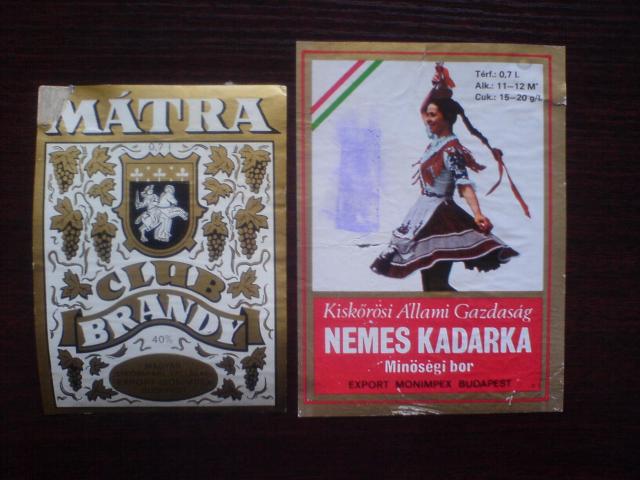 MÁTRA
0,7 l
CLUB
BRANDY
40%
MAGYAR
Térf.: 0,7 l.
Alk.: 11–12 M°
Cuk.: 15–20 g/l.
Kiskőrösi Állami Gazdaság
NEMES KADARKA
Minőségi bor
EXPORT MONIMPEX BUDAPEST